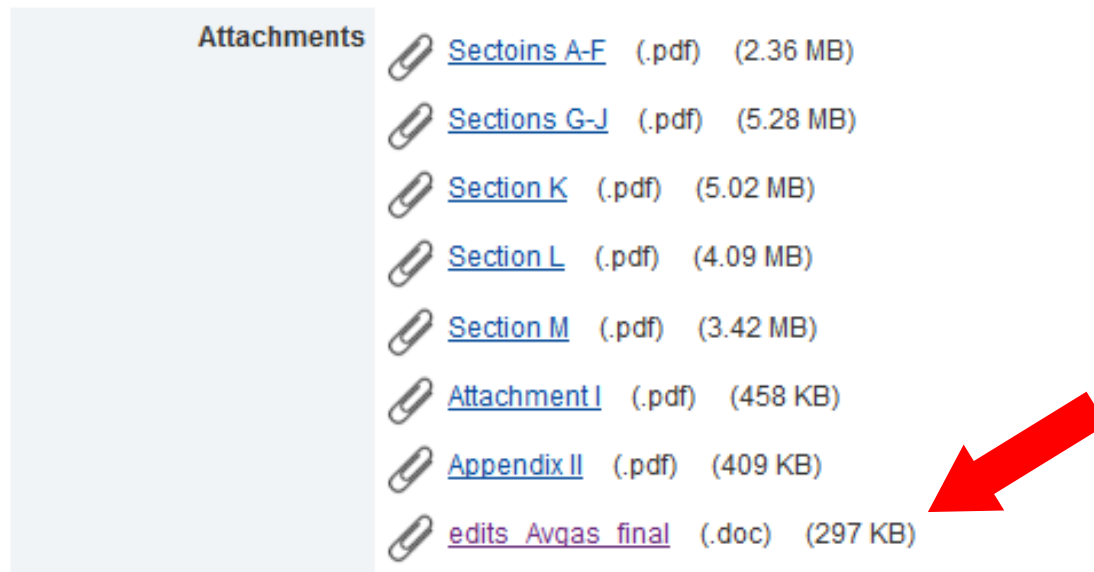 Attachments
Sectoins A-F (.pdf) (2.36 MB)
Sections G-J (.pdf) (5.28 MB)
Section K (.pdf) (5.02 MB)
Section L (.pdf) (4.09 MB)
Section M (.pdf) (3.42 MB)
Attachment I (.pdf) (458 KB)
Appendix II (.pdf) (409 KB)
edits_Avgas_final (.doc) (297 KB)